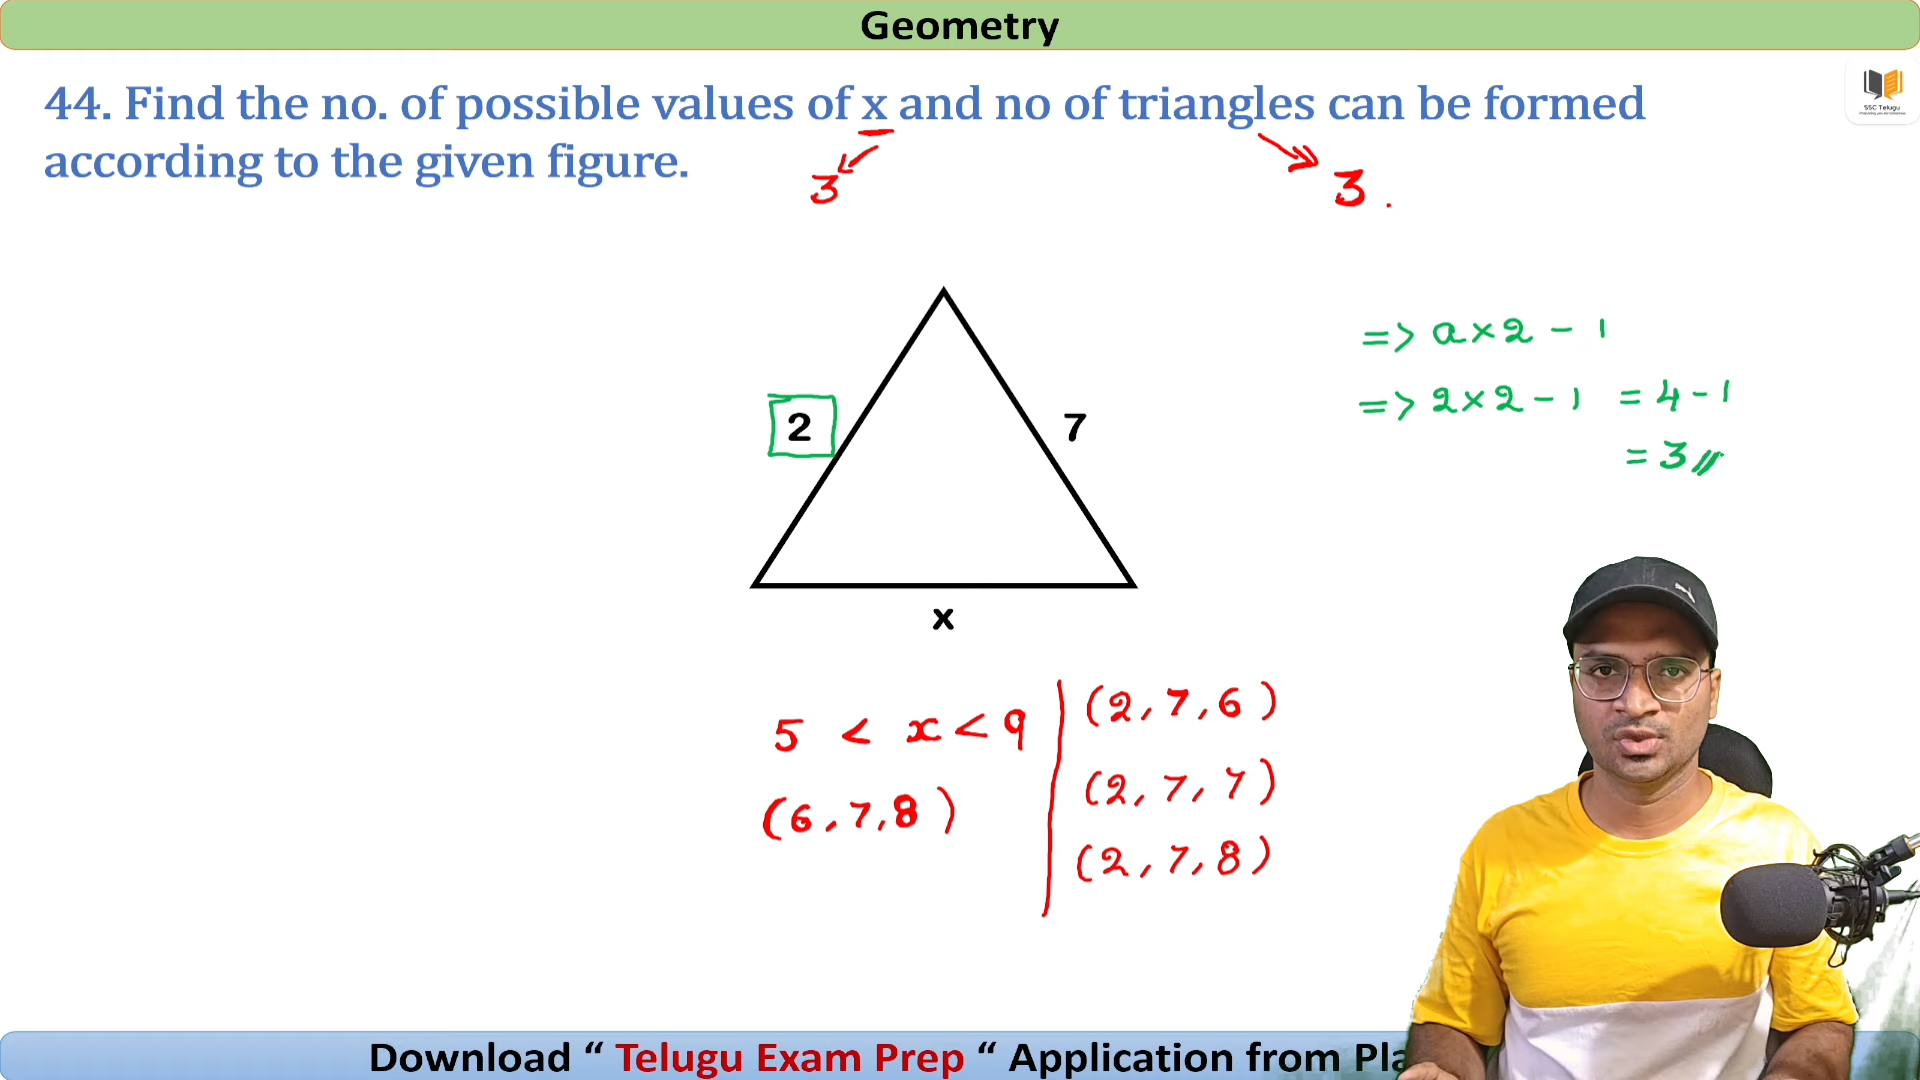 Geometry
44. Find the no. of possible values of x and no of triangles can be formed
according to the given figure.
3
3 .
SSC Telugu
=> a×2 - 1
=> 2×2 - 1 = 4 - 1
= 3//
2
7
x
5 < x < 9
(6,7,8)
(2,7,6)
(2,7,7)
(2,7,8)
Download “ Telugu Exam Prep “ Application from Pla